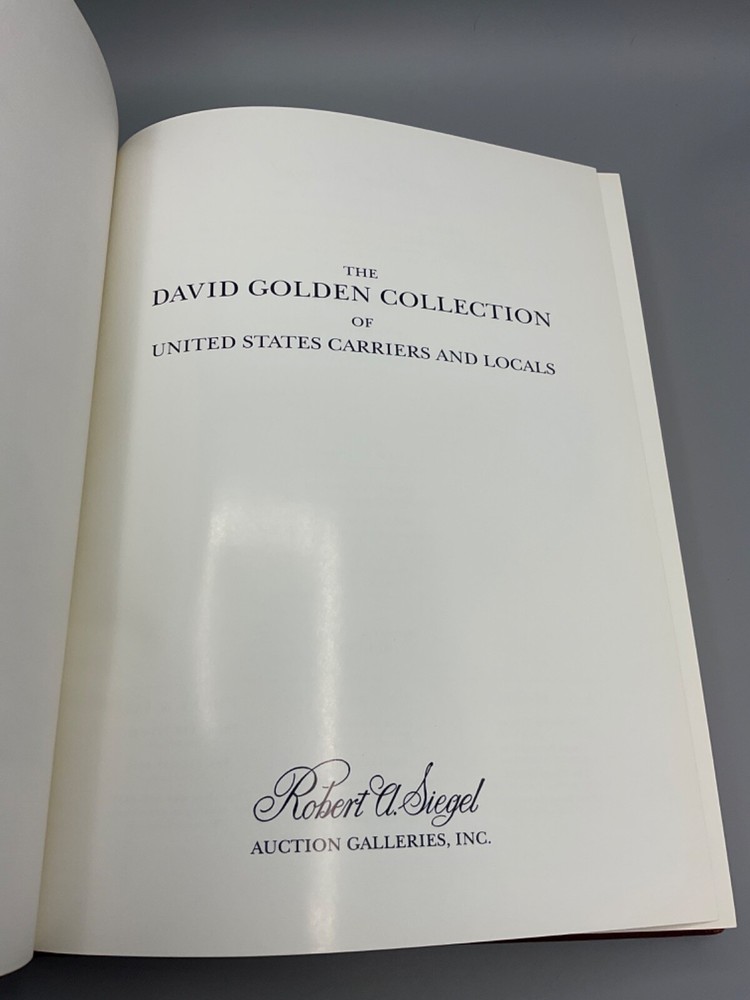 THE
DAVID GOLDEN COLLECTION
OF
UNITED STATES CARRIERS AND LOCALS
Robert A. Siegel
AUCTION GALLERIES, INC.